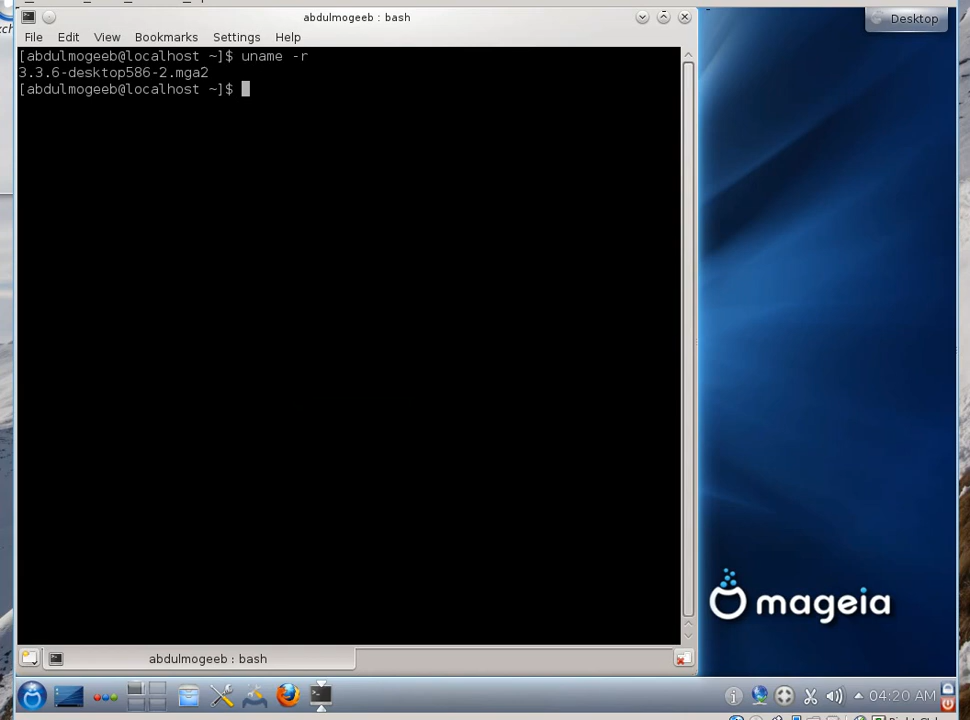 abdulmogeeb : bash
Desktop
File Edit View Bookmarks Settings Help
[abdulmogeeb@localhost ~]$ uname -r
3.3.6-desktop586-2.mga2
[abdulmogeeb@localhost ~]$
mageia
abdulmogeeb : bash
04:20 AM